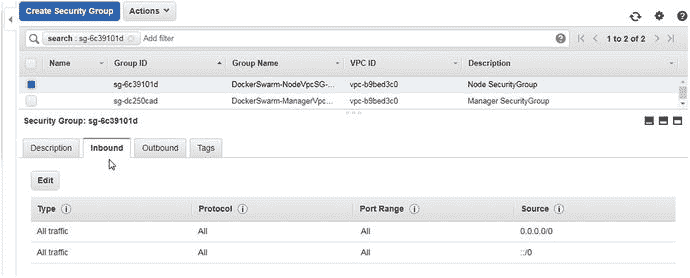 Create Security Group Actions
search : sg-6c39101d Add filter 1 to 2 of 2
Name Group ID Group Name VPC ID Description
sg-6c39101d DockerSwarm-NodeVpcSG-... vpc-b9bed3c0 Node SecurityGroup
sg-dc250cad DockerSwarm-ManagerVpc... vpc-b9bed3c0 Manager SecurityGroup
Security Group: sg-6c39101d
Description Inbound Outbound Tags
Edit
Type Protocol Port Range Source
All traffic All All 0.0.0.0/0
All traffic All All ::/0